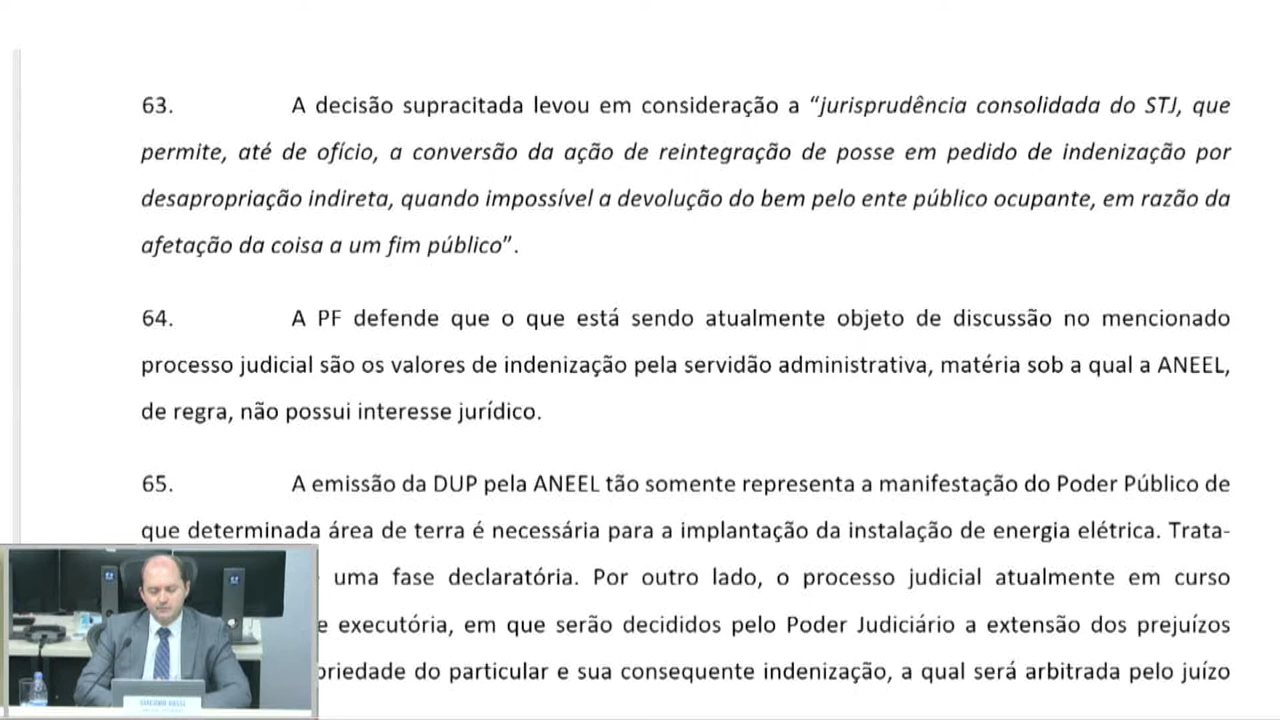 63. A decisão supracitada levou em consideração a “jurisprudência consolidada do STJ, que
permite, até de ofício, a conversão da ação de reintegração de posse em pedido de indenização por
desapropriação indireta, quando impossível a devolução do bem pelo ente público ocupante, em razão da
afetação da coisa a um fim público”.
64. A PF defende que o que está sendo atualmente objeto de discussão no mencionado
processo judicial são os valores de indenização pela servidão administrativa, matéria sob a qual a ANEEL,
de regra, não possui interesse jurídico.
65. A emissão da DUP pela ANEEL tão somente representa a manifestação do Poder Público de
que determinada área de terra é necessária para a implantação da instalação de energia elétrica. Trata-
uma fase declaratória. Por outro lado, o processo judicial atualmente em curso
e executória, em que serão decididos pelo Poder Judiciário a extensão dos prejuízos
priedade do particular e sua consequente indenização, a qual será arbitrada pelo juízo